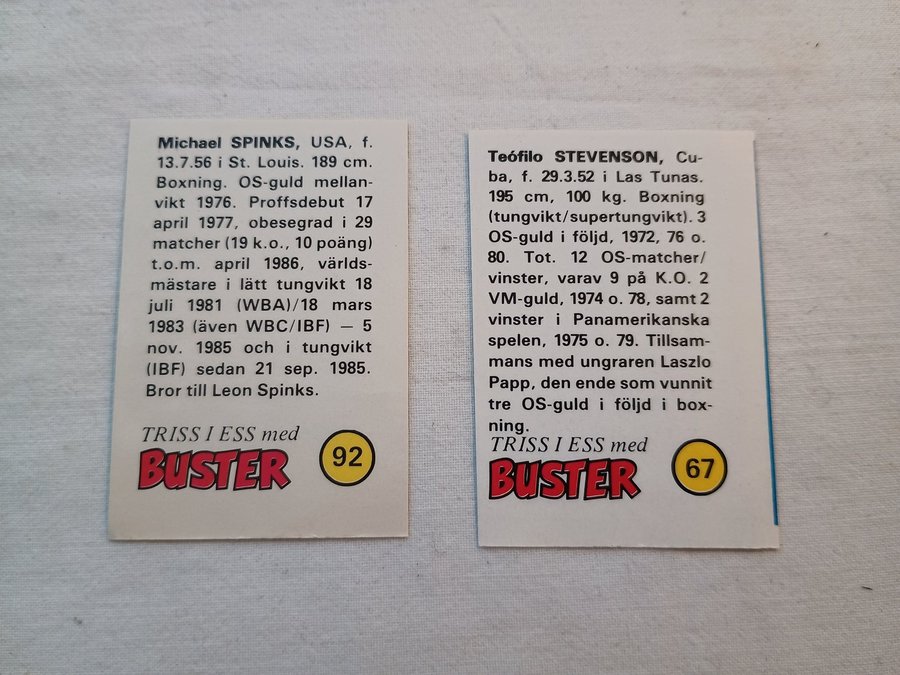 Michael SPINKS, USA, f.
13.7.56 i St. Louis. 189 cm.
Boxning. OS-guld mellan-
vikt 1976. Proffsdebut 17
april 1977, obesegrad i 29
matcher (19 k.o., 10 poäng)
t.o.m. april 1986, världs-
mästare i lätt tungvikt 18
juli 1981 (WBA)/18 mars
1983 (även WBC/IBF) — 5
nov. 1985 och i tungvikt
(IBF) sedan 21 sep. 1985.
Bror till Leon Spinks.
TRISS I ESS med
BUSTER
92
Teófilo STEVENSON, Cu-
ba, f. 29.3.52 i Las Tunas.
195 cm, 100 kg. Boxning
(tungvikt/supertungvikt). 3
OS-guld i följd, 1972, 76 o.
80. Tot. 12 OS-matcher/
vinster, varav 9 på K.O. 2
VM-guld, 1974 o. 78, samt 2
vinster i Panamerikanska
spelen, 1975 o. 79. Tillsam-
mans med ungraren Laszlo
Papp, den ende som vunnit
tre OS-guld i följd i box-
ning.
TRISS I ESS med
BUSTER
67